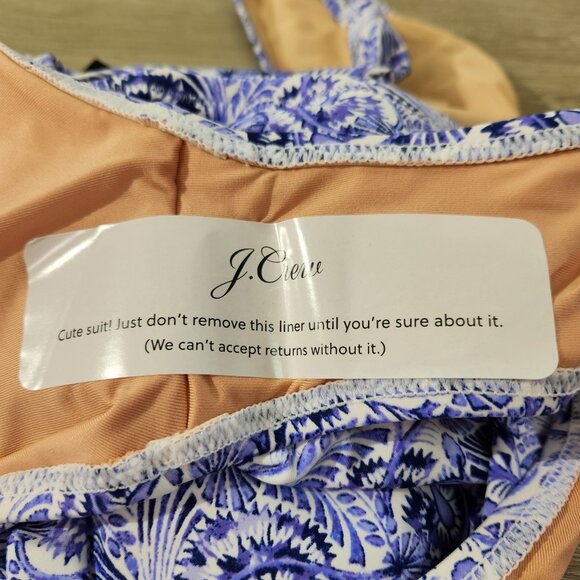 J.Crew
Cute suit! Just don't remove this liner until you're sure about it.
(We can't accept returns without it.)